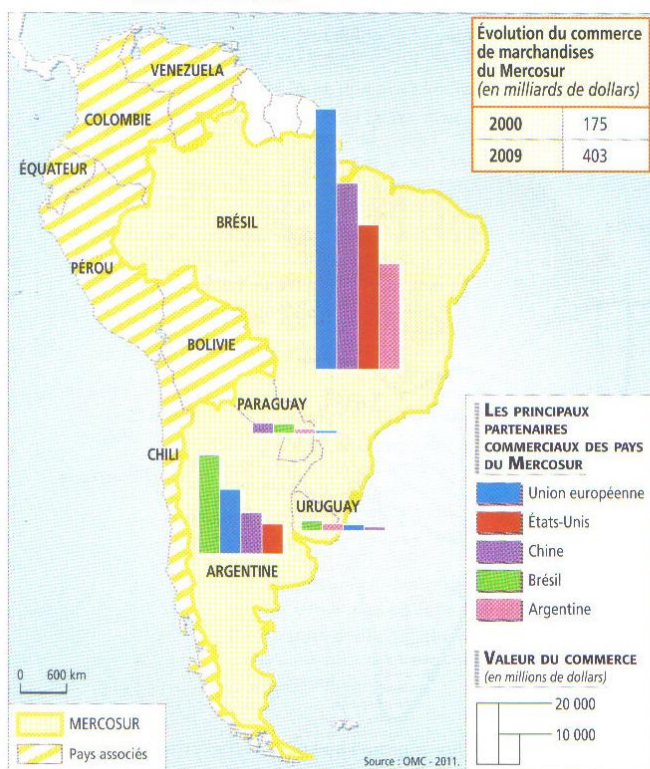 Évolution du commerce
de marchandises
du Mercosur
(en milliards de dollars)
2000 175
2009 403
VENEZUELA
COLOMBIE
ÉQUATEUR
BRÉSIL
PÉROU
BOLIVIE
PARAGUAY
CHILI
URUGUAY
ARGENTINE
LES PRINCIPAUX
PARTENAIRES
COMMERCIAUX DES PAYS
DU MERCOSUR
Union européenne
États-Unis
Chine
Brésil
Argentine
VALEUR DU COMMERCE
(en millions de dollars)
20 000
10 000
0 600 km
MERCOSUR
Pays associés
Source : OMC - 2011.